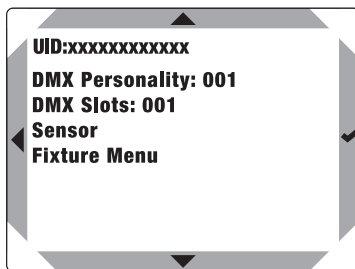 UID:xxxxxxxxxxxx
DMX Personality: 001
DMX Slots: 001
Sensor
Fixture Menu